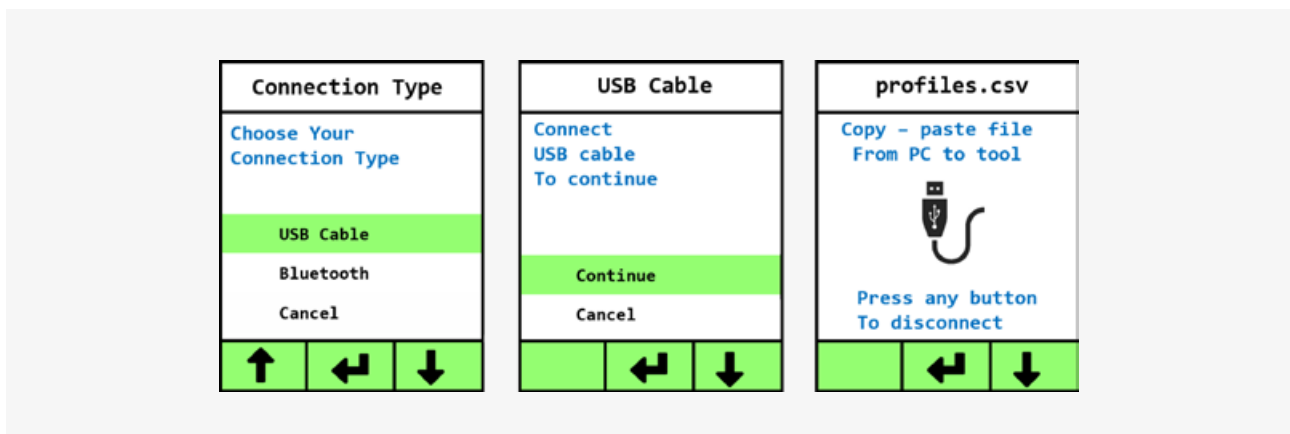 Connection Type
Choose Your
Connection Type
USB Cable
Bluetooth
Cancel
USB Cable
Connect
USB cable
To continue
Continue
Cancel
profiles.csv
Copy – paste file
From PC to tool
Press any button
To disconnect